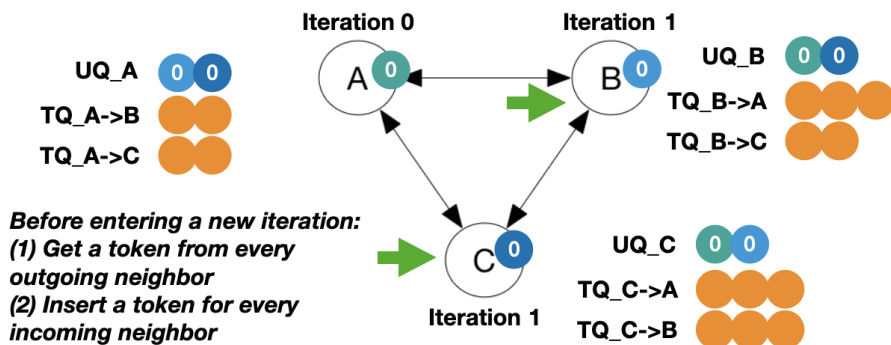 Iteration 0
Iteration 1
UQ_A 0 0
A 0
B 0
UQ_B 0 0
TQ_A->B
TQ_B->A
TQ_A->C
TQ_B->C
Before entering a new iteration:
(1) Get a token from every
outgoing neighbor
(2) Insert a token for every
incoming neighbor
C 0
Iteration 1
UQ_C 0 0
TQ_C->A
TQ_C->B